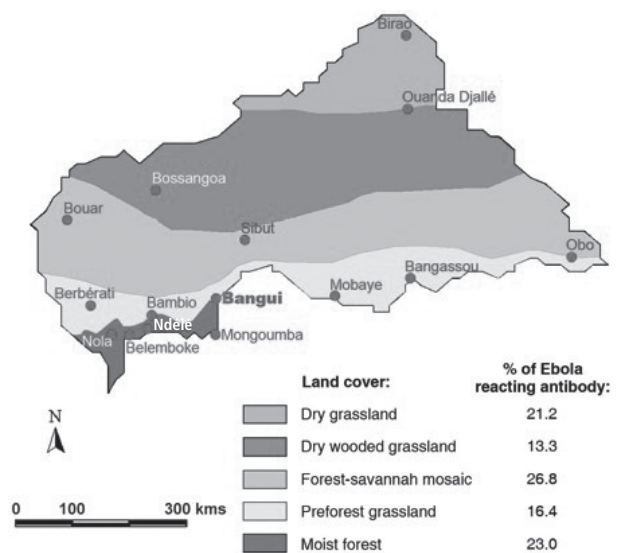 Birao
Ouanda Djallé
Bossangoa
Bouar
Sibut
Obo
Bangassou
Berbérati
Mobaye
Bangui
Bambio
Ndele
Nola
Mongoumba
Belemboke
N
0 100 300 kms
Land cover: % of Ebola
reacting antibody:
Dry grassland 21.2
Dry wooded grassland 13.3
Forest-savannah mosaic 26.8
Preforest grassland 16.4
Moist forest 23.0